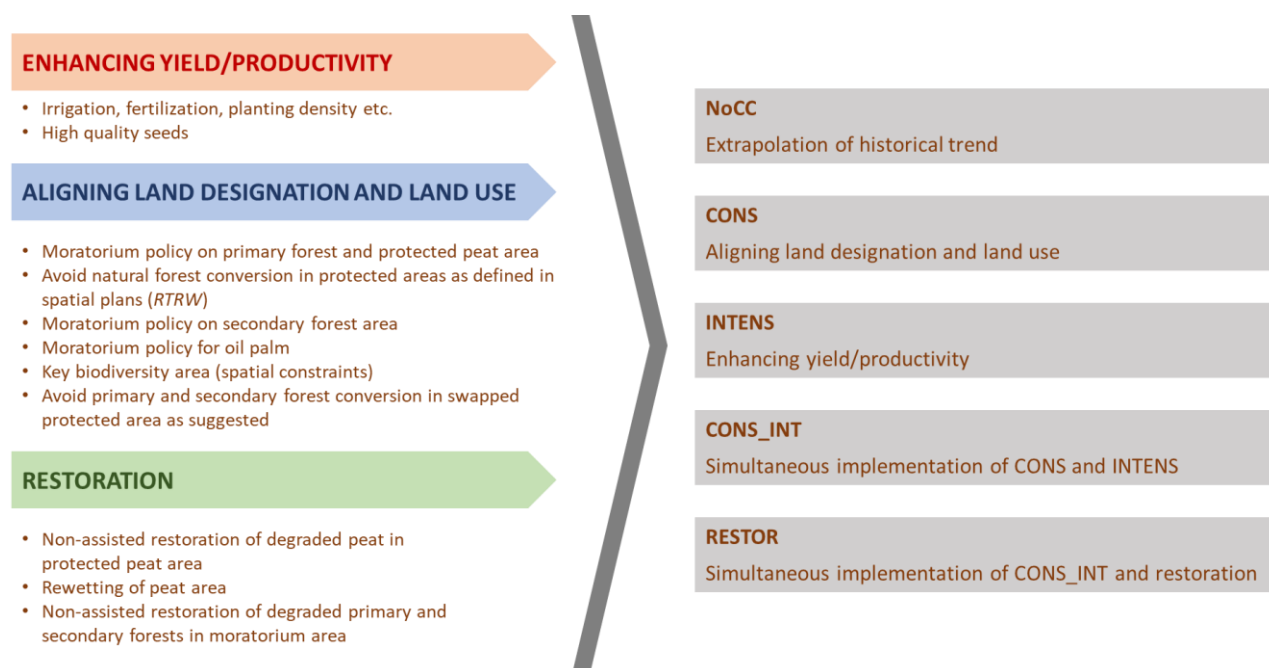 ENHANCING YIELD/PRODUCTIVITY
• Irrigation, fertilization, planting density etc.
• High quality seeds
ALIGNING LAND DESIGNATION AND LAND USE
• Moratorium policy on primary forest and protected peat area
• Avoid natural forest conversion in protected areas as defined in
spatial plans (RTRW)
• Moratorium policy on secondary forest area
• Moratorium policy for oil palm
• Key biodiversity area (spatial constraints)
• Avoid primary and secondary forest conversion in swapped
protected area as suggested
RESTORATION
• Non-assisted restoration of degraded peat in
protected peat area
• Rewetting of peat area
• Non-assisted restoration of degraded primary and
secondary forests in moratorium area
NoCC
Extrapolation of historical trend
CONS
Aligning land designation and land use
INTENS
Enhancing yield/productivity
CONS_INT
Simultaneous implementation of CONS and INTENS
RESTOR
Simultaneous implementation of CONS_INT and restoration